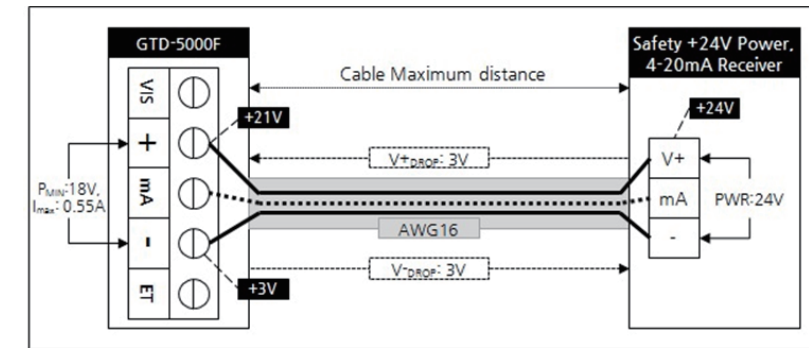 GTD-5000F
Safety +24V Power,
4-20mA Receiver
Cable Maximum distance
VIS
+
mA
-
ET
+21V
+24V
V+DROP: 3V
V+
mA
-
PMIN:18V,
Imax: 0.55A
PWR:24V
AWG16
V-DROP: 3V
+3V